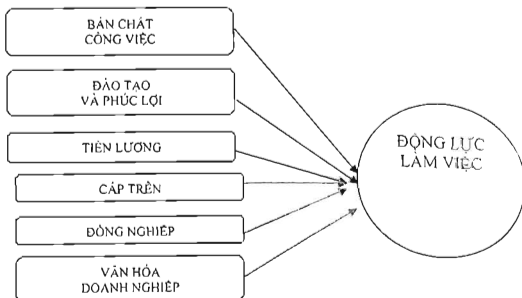 BẢN CHẤT
CÔNG VIỆC
ĐÀO TẠO
VÀ PHÚC LỢI
TIỀN LƯƠNG
CẤP TRÊN
ĐỒNG NGHIỆP
VĂN HÓA
DOANH NGHIỆP
ĐỘNG LỰC
LÀM VIỆC